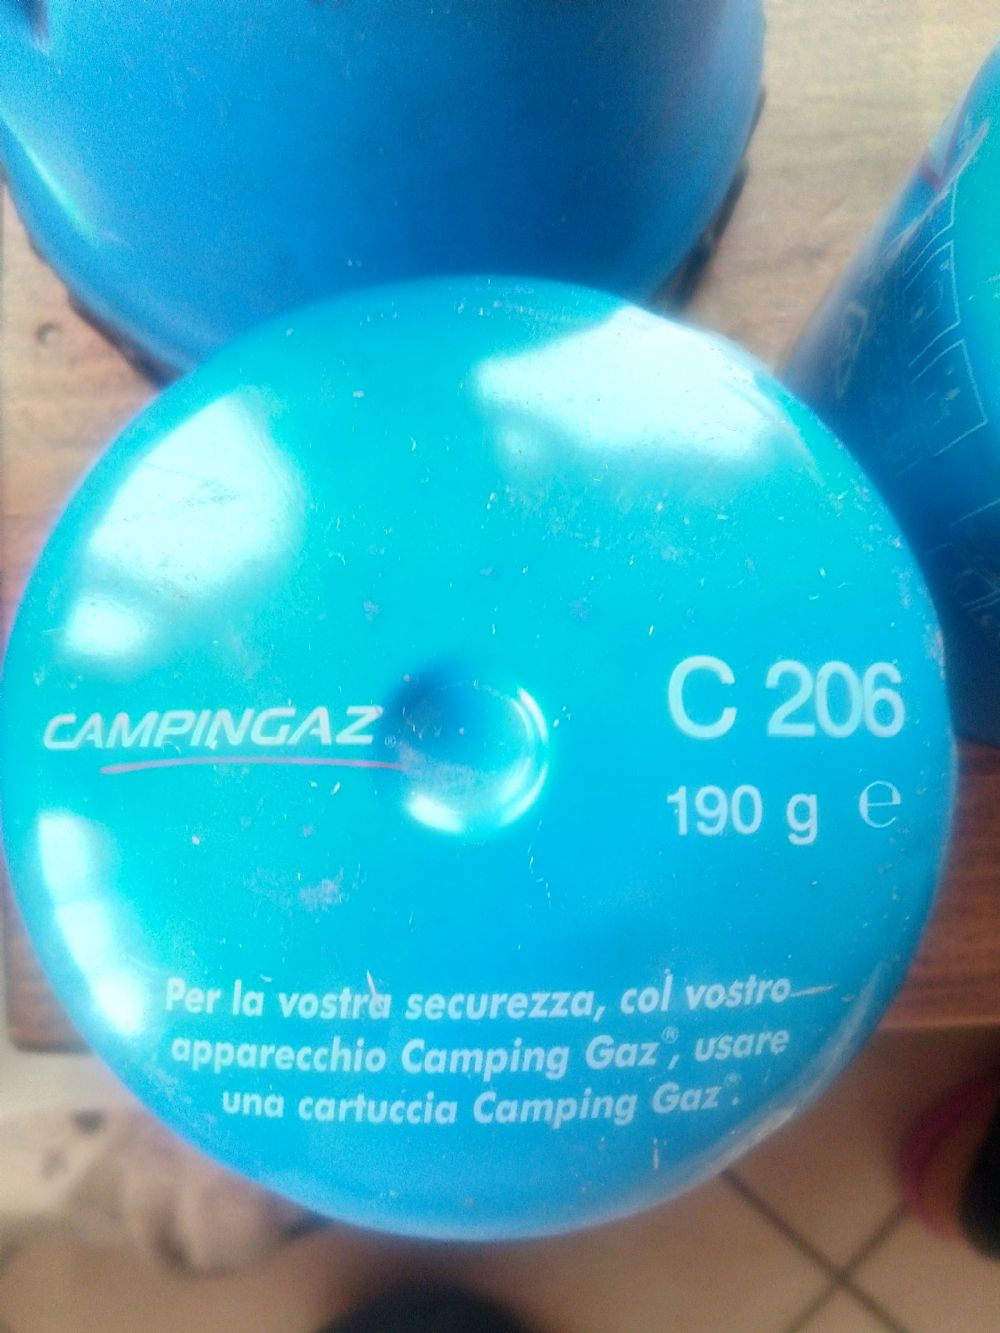 CAMPINGAZ®
C 206
190 g ℮
Per la vostra securezza, col vostro
apparecchio Camping Gaz®, usare
una cartuccia Camping Gaz®.